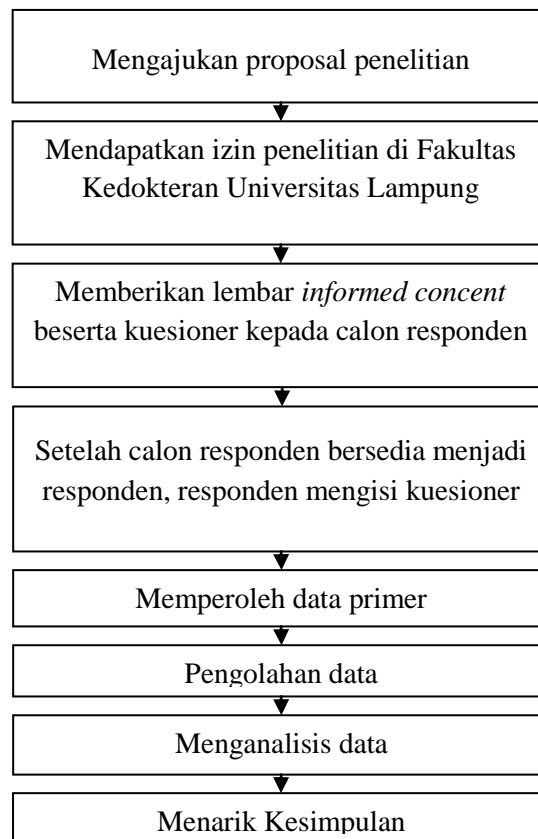 Mengajukan proposal penelitian
Mendapatkan izin penelitian di Fakultas
Kedokteran Universitas Lampung
Memberikan lembar informed concent
beserta kuesioner kepada calon responden
Setelah calon responden bersedia menjadi
responden, responden mengisi kuesioner
Memperoleh data primer
Pengolahan data
Menganalisis data
Menarik Kesimpulan